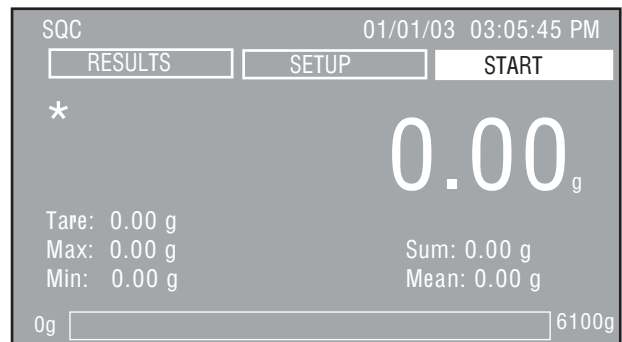 SQC 01/01/03 03:05:45 PM
RESULTS SETUP START
*
0.00 g
Tare: 0.00 g
Max: 0.00 g Sum: 0.00 g
Min: 0.00 g Mean: 0.00 g
0g 6100g